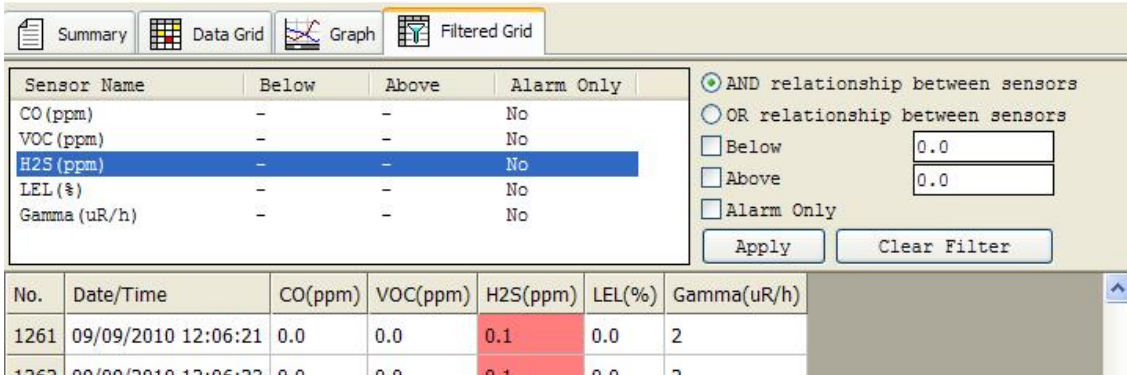 Summary Data Grid Graph Filtered Grid
Sensor Name Below Above Alarm Only
CO(ppm) - - No
VOC(ppm) - - No
H2S(ppm) - - No
LEL(%) - - No
Gamma(uR/h) - - No
AND relationship between sensors
OR relationship between sensors
Below 0.0
Above 0.0
Alarm Only
Apply Clear Filter
No. Date/Time CO(ppm) VOC(ppm) H2S(ppm) LEL(%) Gamma(uR/h)
1261 09/09/2010 12:06:21 0.0 0.0 0.1 0.0 2